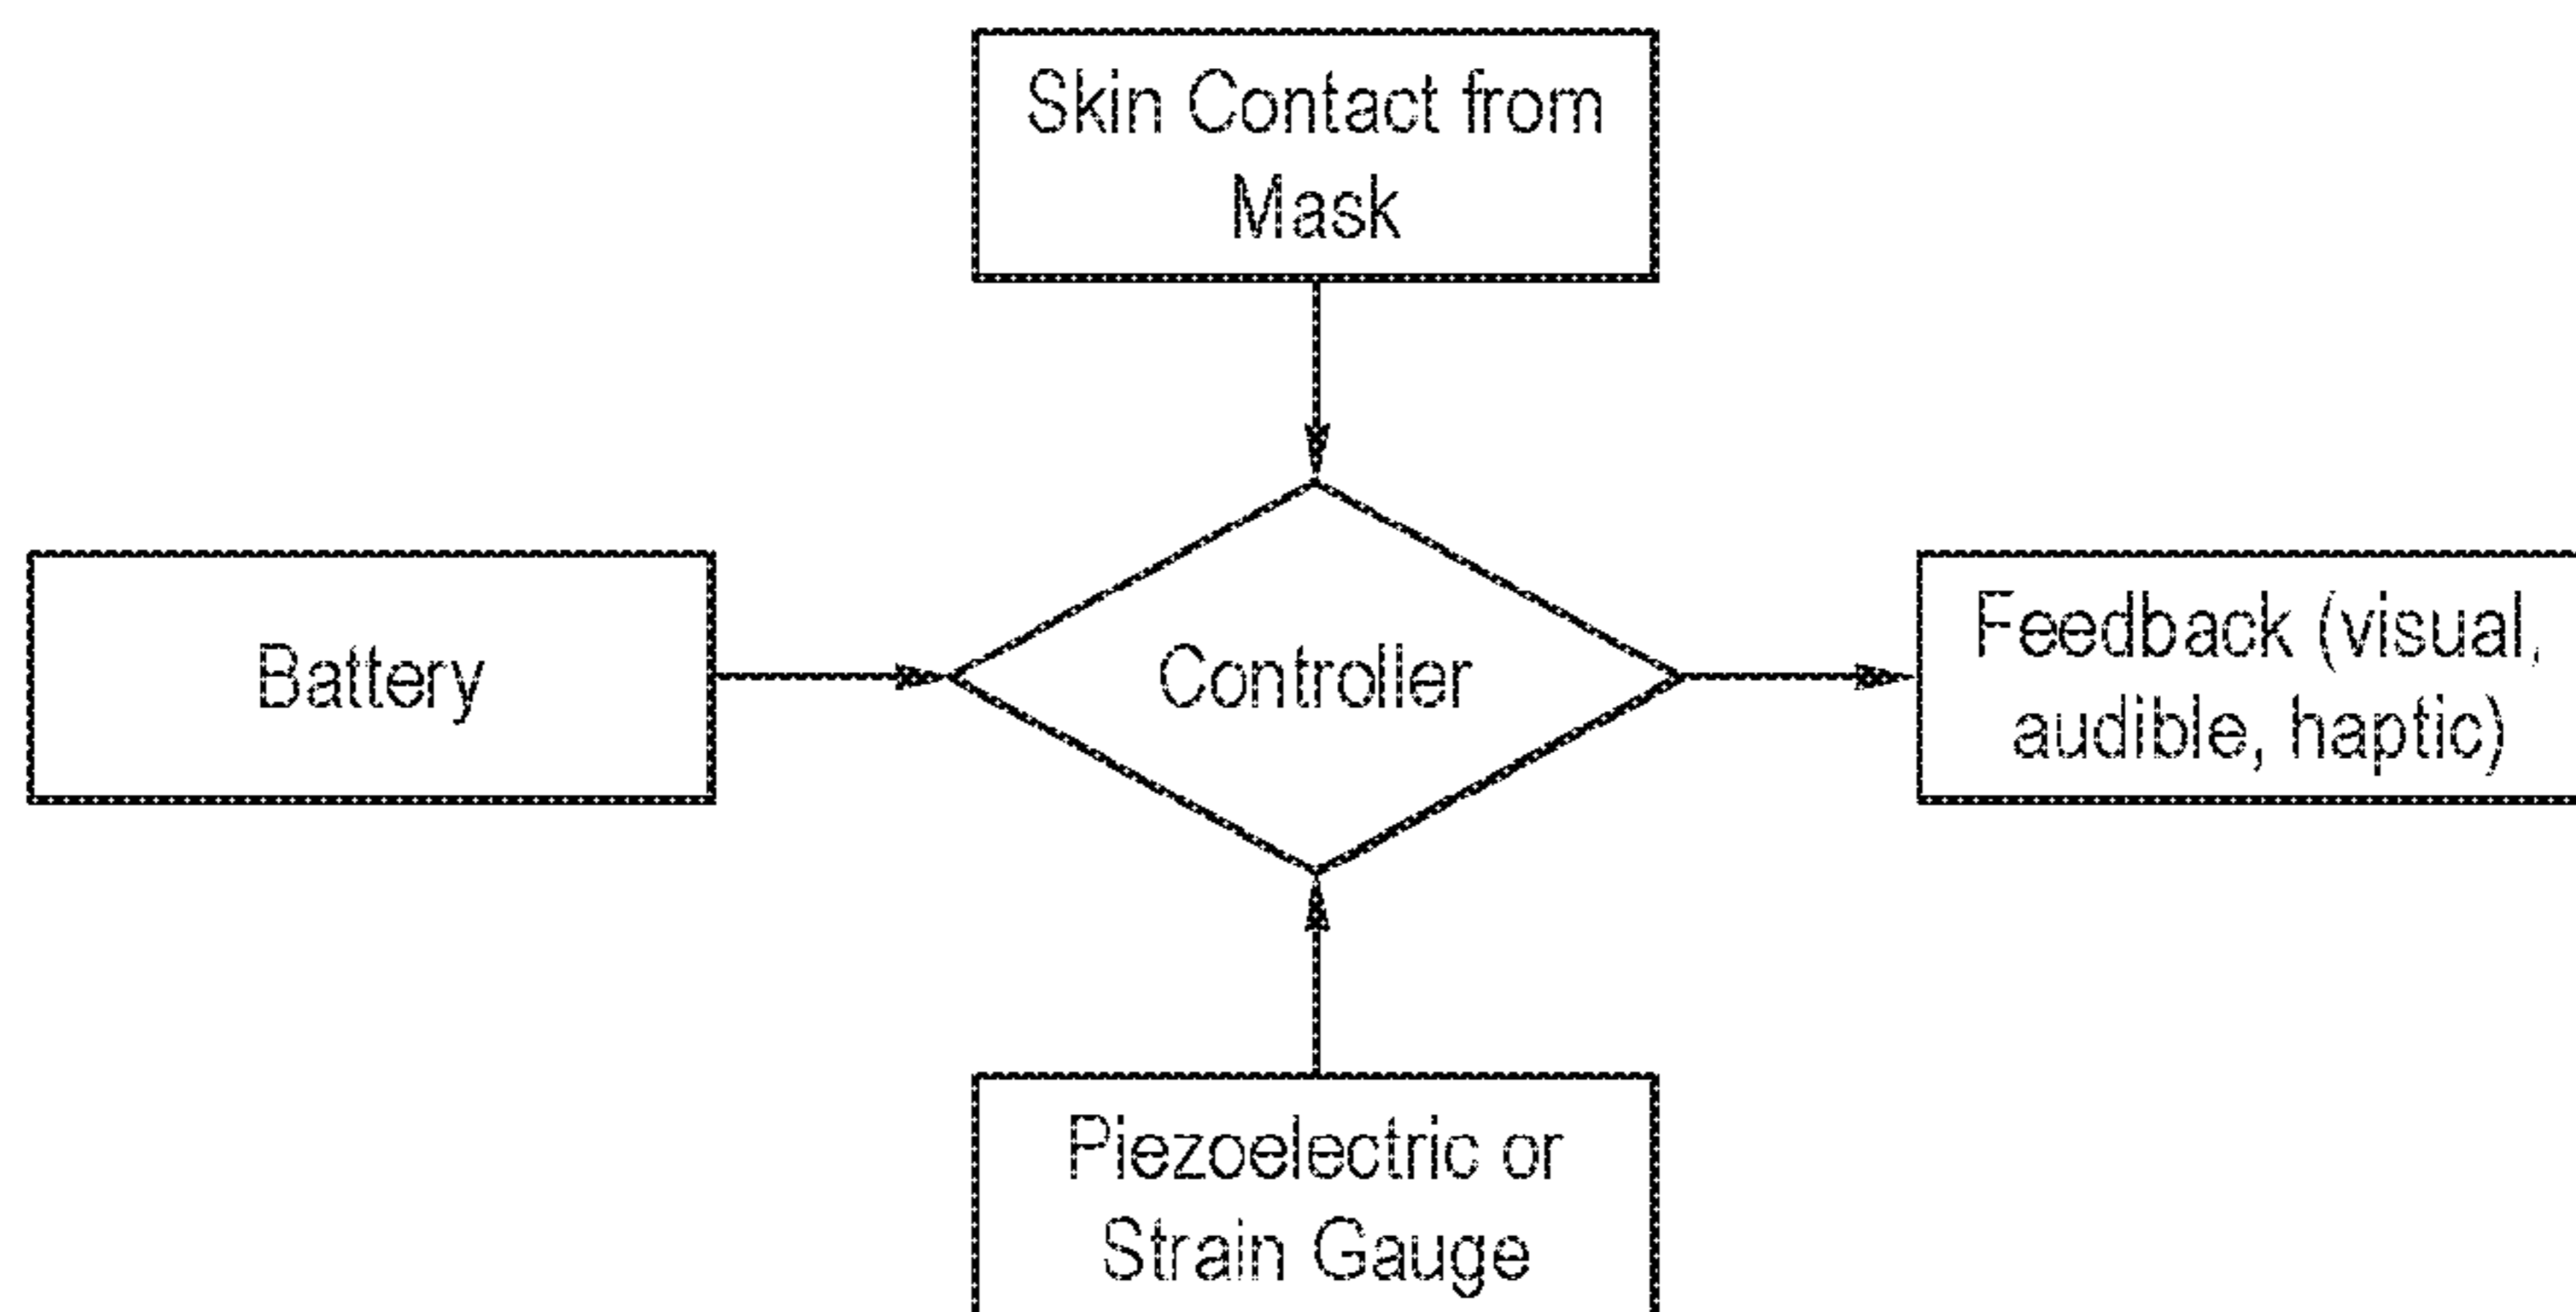 Skin Contact from
Mask
Battery
Controller
Feedback (visual,
audible, haptic)
Piezoelectric or
Strain Gauge